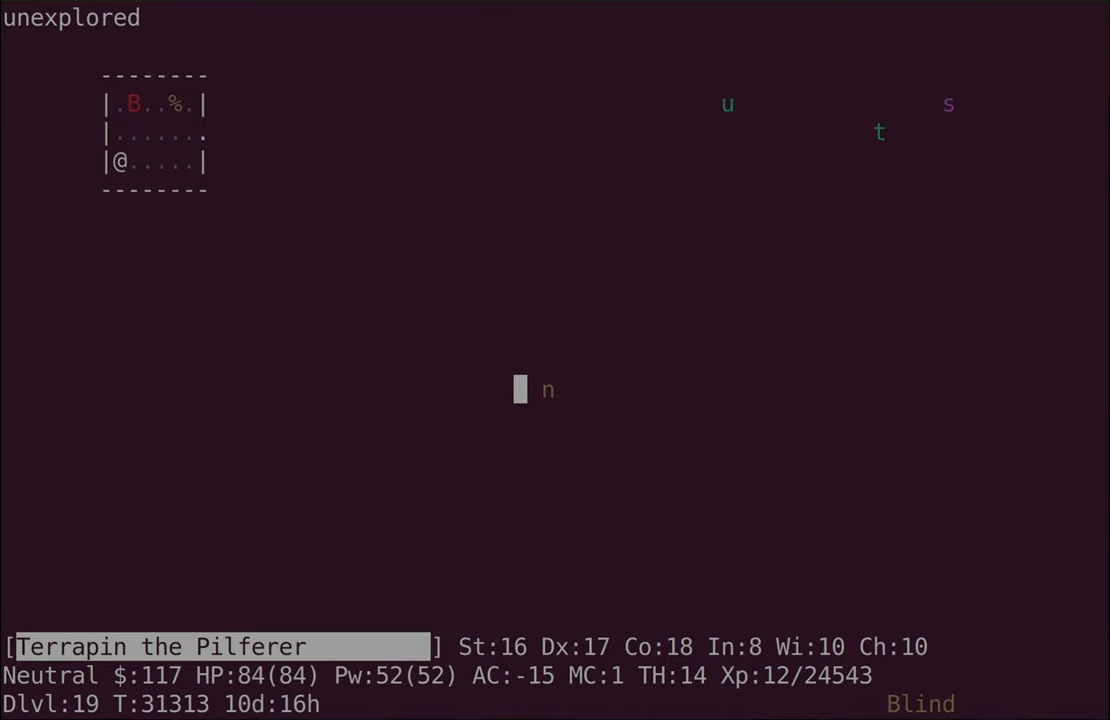 unexplored
--------
|.B..%.|          u               s
|.......                     t
|@.....|
--------
n
[Terrapin the Pilferer         ] St:16 Dx:17 Co:18 In:8 Wi:10 Ch:10
Neutral $:117 HP:84(84) Pw:52(52) AC:-15 MC:1 TH:14 Xp:12/24543
Dlvl:19 T:31313 10d:16h                                         Blind